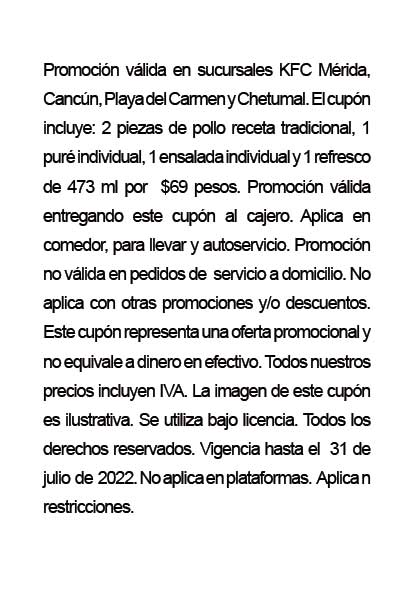 Promoción válida en sucursales KFC Mérida,
Cancún, Playa del Carmen y Chetumal. El cupón
incluye: 2 piezas de pollo receta tradicional, 1
puré individual, 1 ensalada individual y 1 refresco
de 473 ml por $69 pesos. Promoción válida
entregando este cupón al cajero. Aplica en
comedor, para llevar y autoservicio. Promoción
no válida en pedidos de servicio a domicilio. No
aplica con otras promociones y/o descuentos.
Este cupón representa una oferta promocional y
no equivale a dinero en efectivo. Todos nuestros
precios incluyen IVA. La imagen de este cupón
es ilustrativa. Se utiliza bajo licencia. Todos los
derechos reservados. Vigencia hasta el 31 de
julio de 2022. No aplica en plataformas. Aplica n
restricciones.